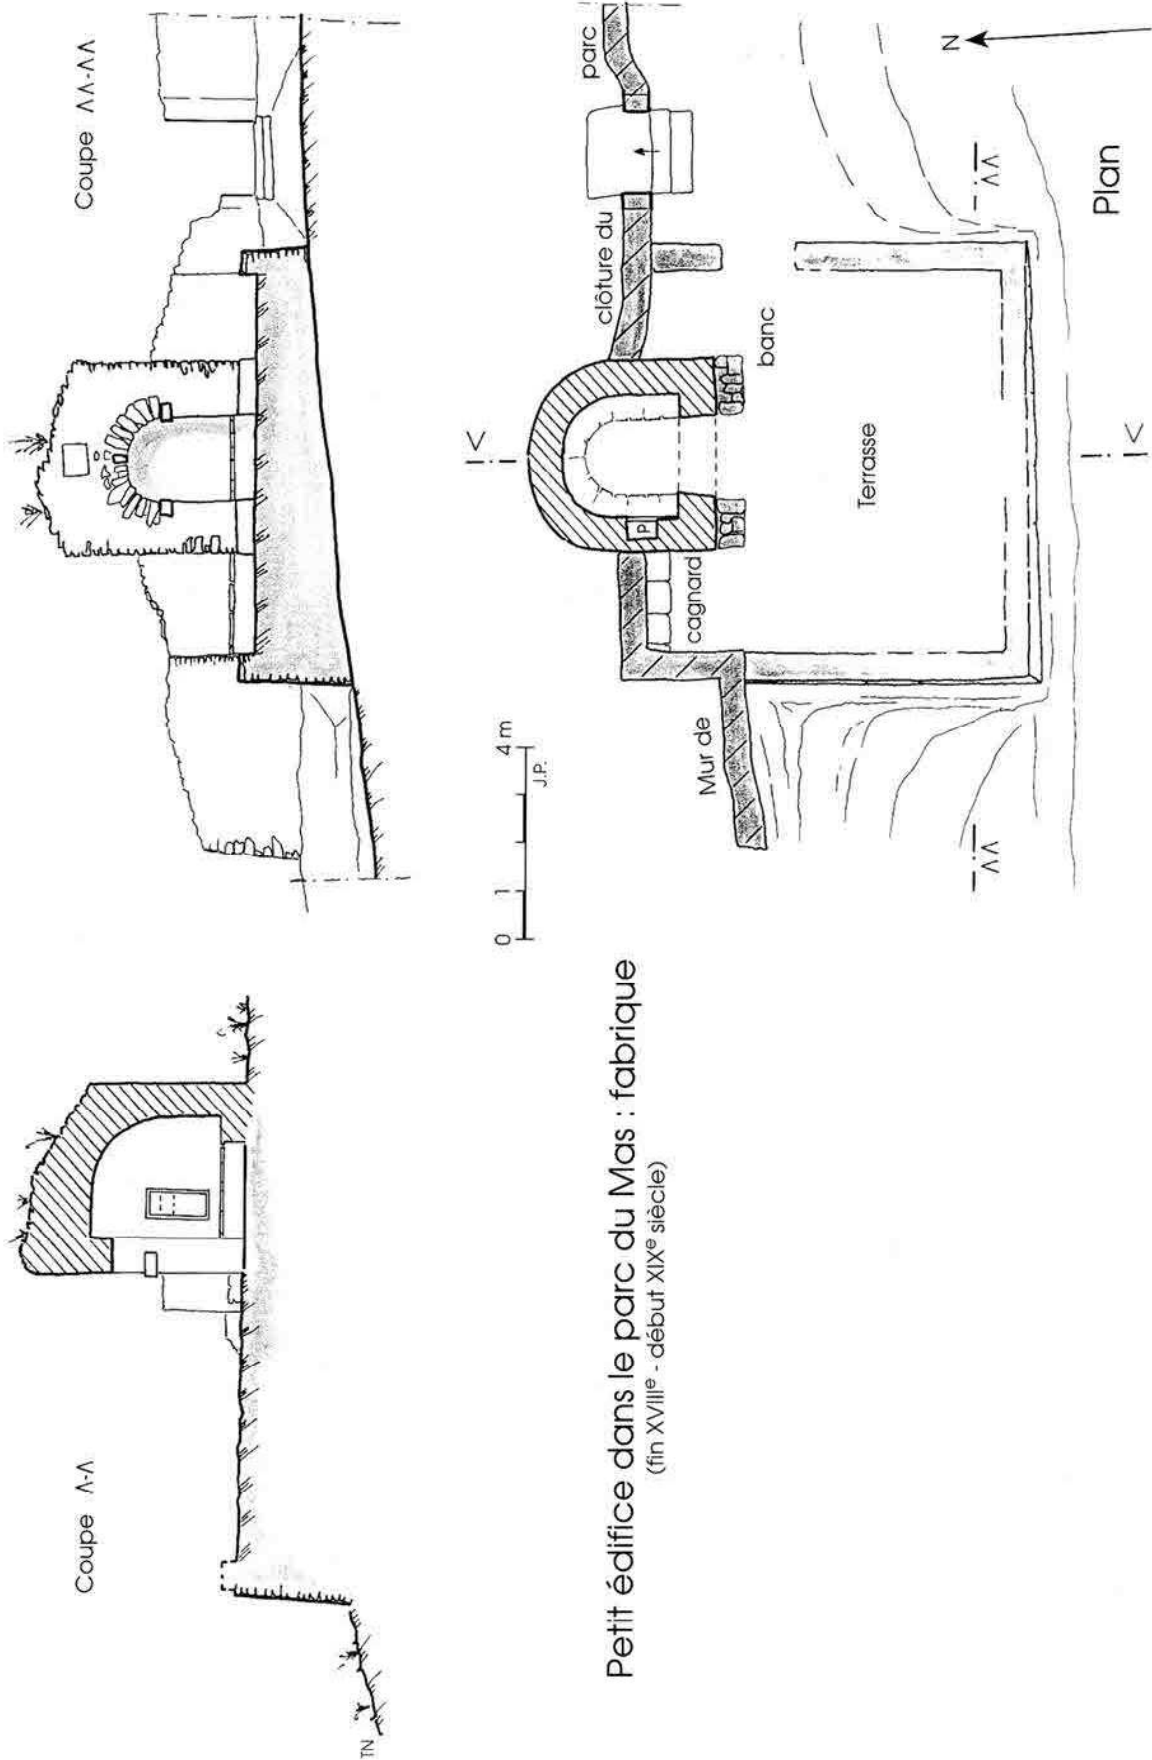 Coupe V-V
Coupe VV-VV
TN
Petit édifice dans le parc du Mas : fabrique
(fin XVIIIe - début XIXe siècle)
0 1 4 m
J.P.
V
Mur de
clôture du
parc
P
cagnard
banc
Terrasse
N
VV
VV
V
Plan